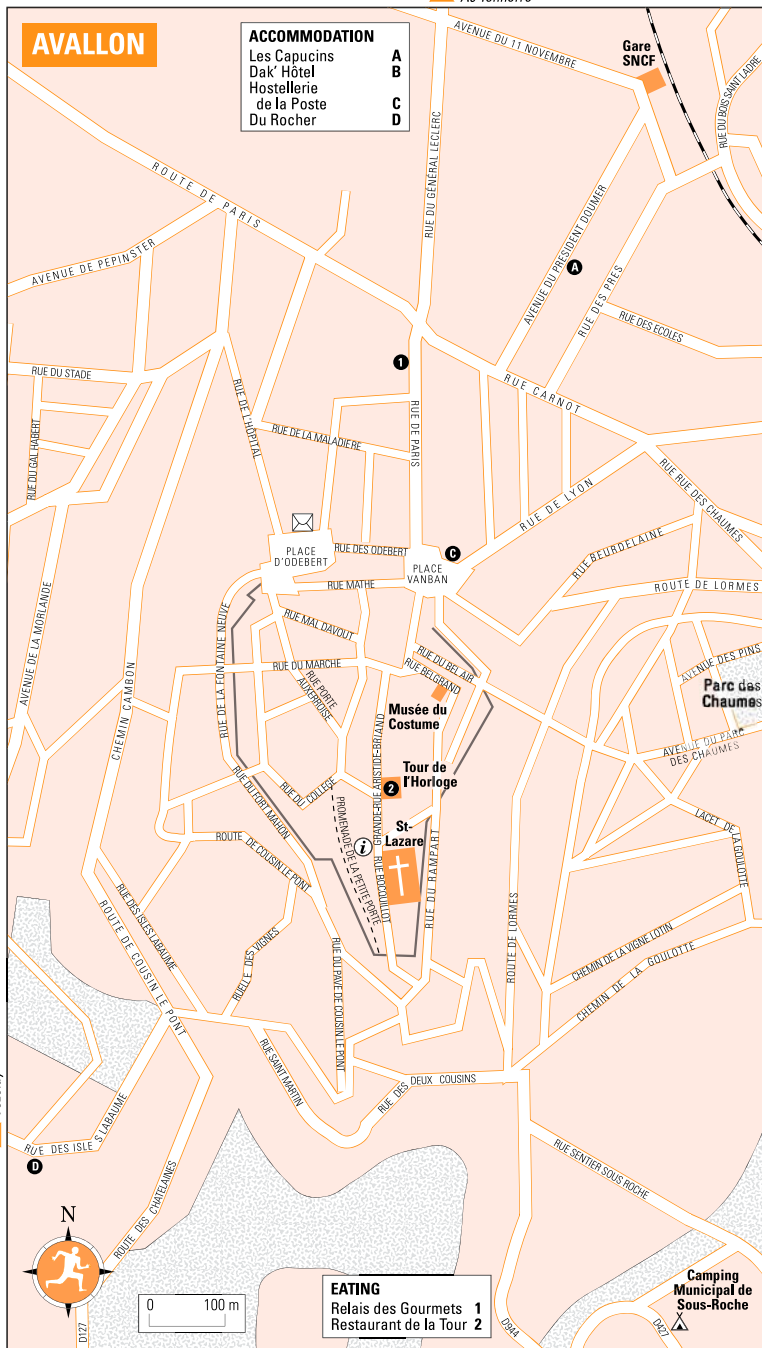 As Tonnerre
AVALLON
ACCOMMODATION
Les Capucins A
Dak' Hôtel B
Hostellerie
de la Poste C
Du Rocher D
AVENUE DU 11 NOVEMBRE
Gare
SNCF
RUE DU BOIS SAINT LADRE
RUE DU GÉNÉRAL LECLERC
ROUTE DE PARIS
AVENUE DE PEPINSTER
AVENUE DU PRÉSIDENT DOUMER
A
RUE DES PRES
RUE DES ECOLES
1
RUE DU STADE
RUE DE L'HÔPITAL
RUE DE PARIS
RUE CARNOT
RUE DU GAL HABERT
RUE DE LA MALADIERE
RUE DE LYON
RUE RUE DES CHAUMES
PLACE
D'ODEBERT
RUE DES ODEBERT
C
PLACE
VANBAN
RUE BEURDELAINE
RUE MATHE
ROUTE DE LORMES
AVENUE DE LA MORLANDE
CHEMIN CAMBON
RUE DE LA FONTAINE NEUVE
RUE MAL DAVOUT
RUE DU MARCHE
RUE PORTE
AUXERROISE
RUE DU BELAIR
RUE BELGRAND
AVENUE DES PINS
Parc das
Chaumes
Musée du
Costume
AVENUE DU PARC
DES CHAUMES
Tour de
l'Horloge
2
GRANDE-RUE ARISTIDE-BRIAND
RUE DU COLLEGE
RUE DU FORT MAHON
PROMENADE DE LA PETITE PORTE
i
St-
Lazare
RUE BOCQUILLOT
RUE DU RAMPART
LACET DE LA GOULOTTE
ROUTE
DE COUSIN LE PONT
RUE DES ISLES LABAUME
ROUTE DE COUSIN LE PONT
RUELLE DES VIGNES
RUE DU PAVE DE COUSIN LE PONT
ROUTE DE LORMES
CHEMIN DE LA VIGNE LOTIN
CHEMIN DE LA GOULOTTE
RUE SAINT MARTIN
RUE DES DEUX COUSINS
RUE DES ISLES LABAUME
D
RUE SENTIER SOUS ROCHE
ROUTE DES CHATELAINES
N
0 100 m
D127
EATING
Relais des Gourmets 1
Restaurant de la Tour 2
D944
D427
Camping
Municipal de
Sous-Roche